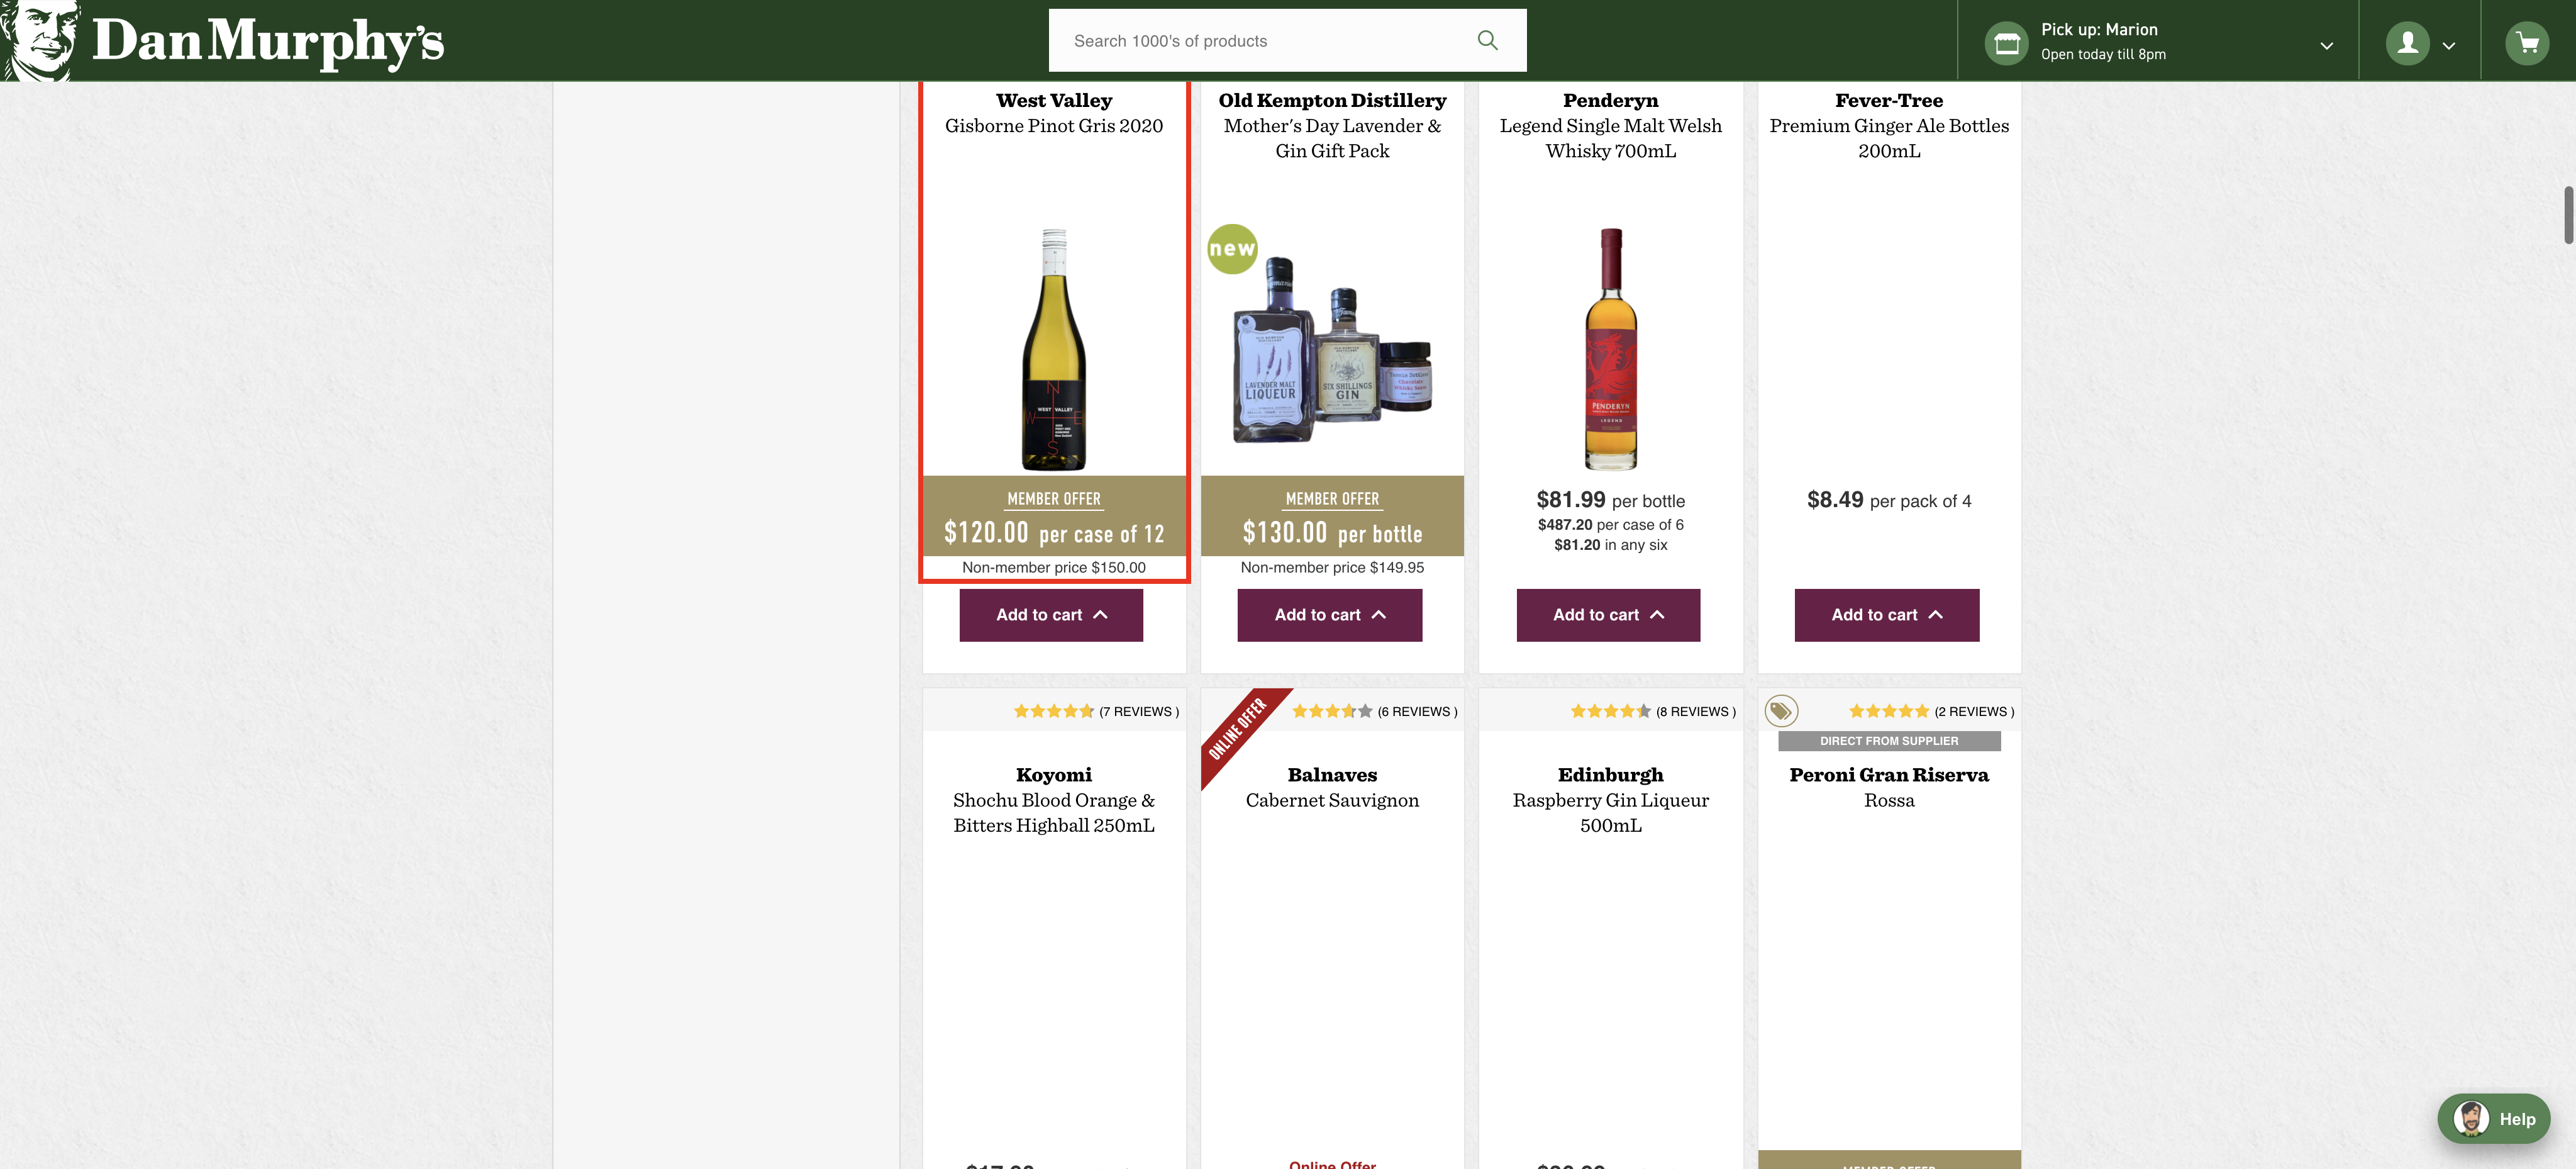 Dan Murphy's
Search 1000's of products
Pick up: Marion
Open today till 8pm
West Valley
Gisborne Pinot Gris 2020
N
WEST VALLEY
W E
S
MEMBER OFFER
$120.00 per case of 12
Non-member price $150.00
Add to cart
Old Kempton Distillery
Mother's Day Lavender &
Gin Gift Pack
new
LAVENDER MALT
LIQUEUR
SIX SHILLINGS
GIN
MEMBER OFFER
$130.00 per bottle
Non-member price $149.95
Add to cart
Penderyn
Legend Single Malt Welsh
Whisky 700mL
PENDERYN
LEGEND
$81.99 per bottle
$487.20 per case of 6
$81.20 in any six
Add to cart
Fever-Tree
Premium Ginger Ale Bottles
200mL
$8.49 per pack of 4
Add to cart
(7 REVIEWS )
Koyomi
Shochu Blood Orange &
Bitters Highball 250mL
ONLINE OFFER
(6 REVIEWS )
Balnaves
Cabernet Sauvignon
Online Offer
(8 REVIEWS )
Edinburgh
Raspberry Gin Liqueur
500mL
(2 REVIEWS )
DIRECT FROM SUPPLIER
Peroni Gran Riserva
Rossa
MEMBER OFFER
Help